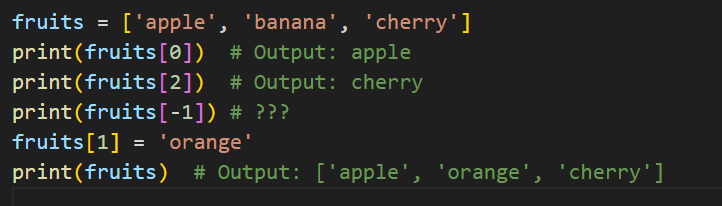 fruits = ['apple', 'banana', 'cherry']
print(fruits[0])  # Output: apple
print(fruits[2])  # Output: cherry
print(fruits[-1]) # ???
fruits[1] = 'orange'
print(fruits)  # Output: ['apple', 'orange', 'cherry']